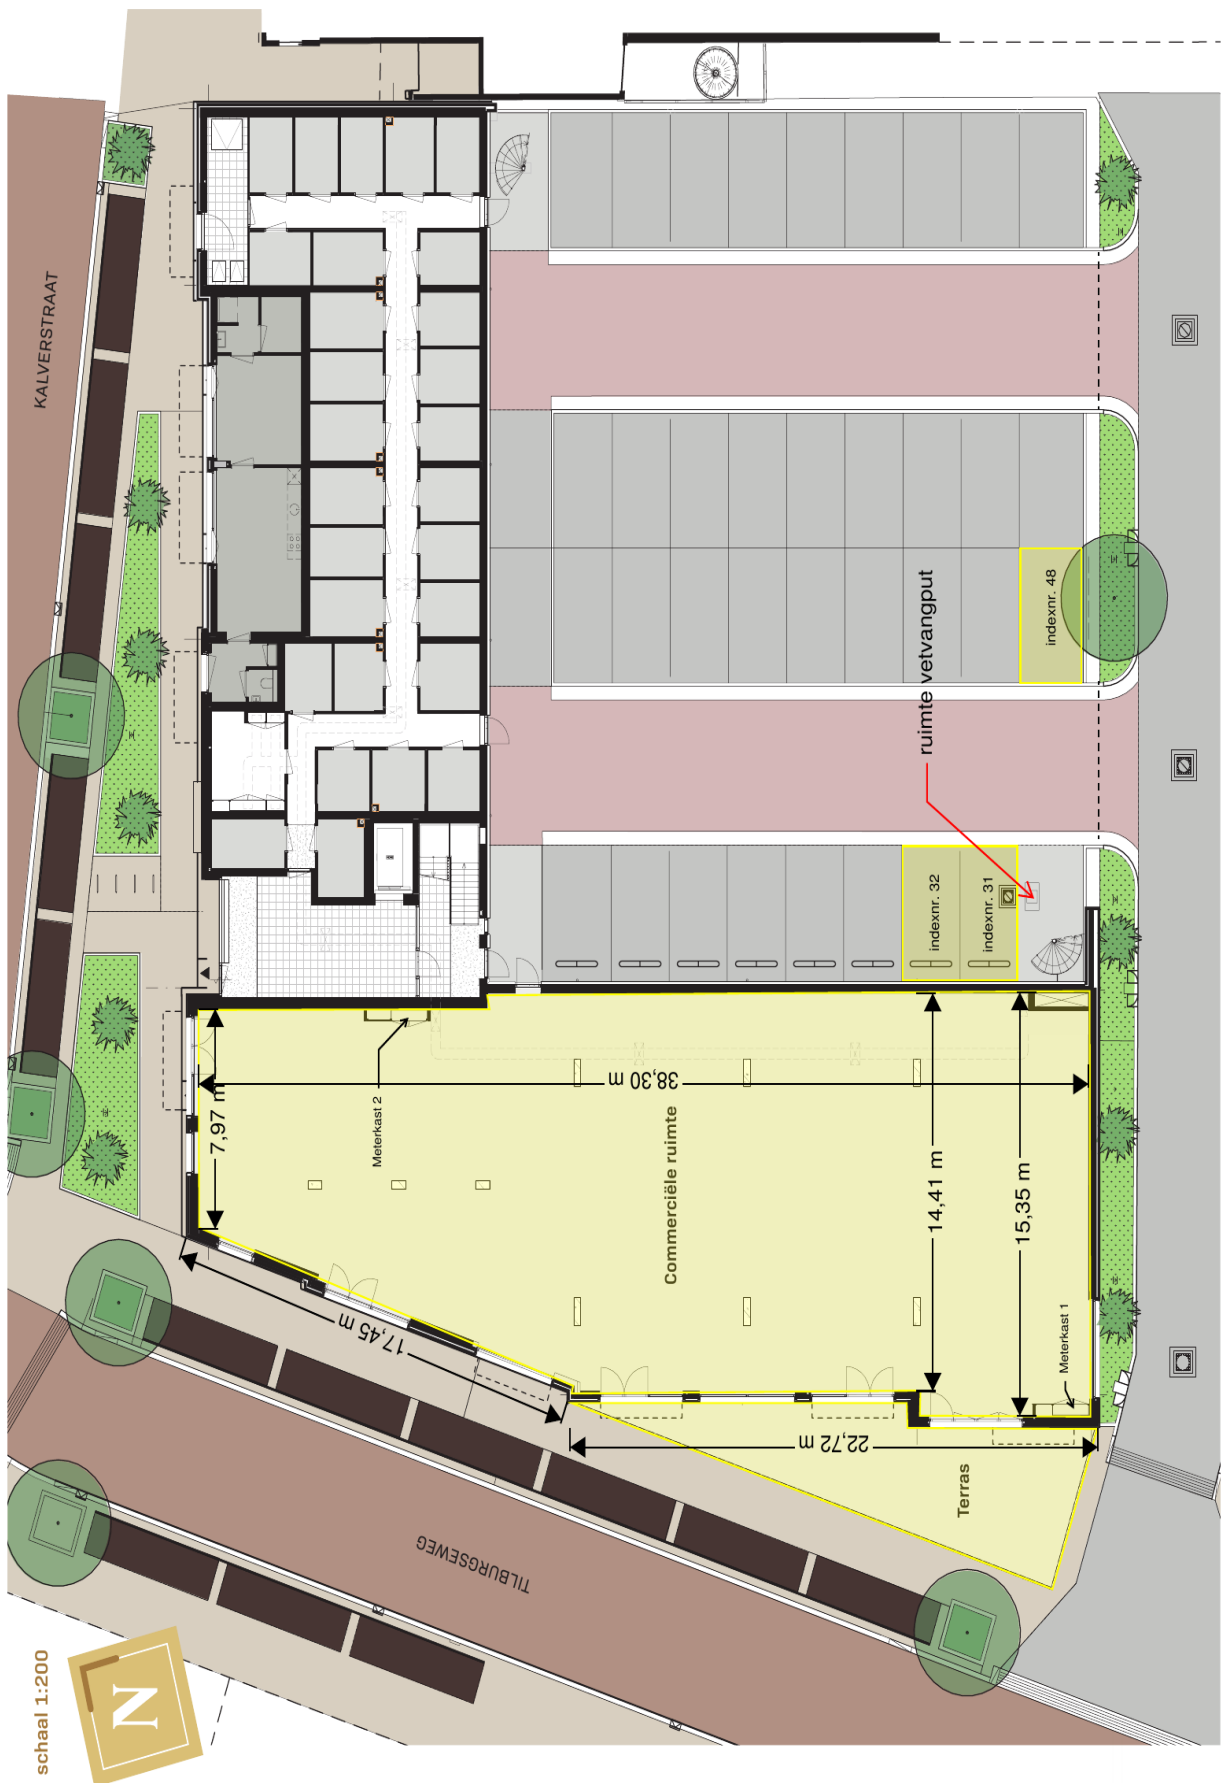 KALVERSTRAAT
indexnr. 48
ruimte vetvangput
indexnr. 32
indexnr. 31
38,30 m
7,97 m
Meterkast 2
Commerciële ruimte
14,41 m
15,35 m
17,45 m
Meterkast 1
22,72 m
Terras
TILBURGSEWEG
schaal 1:200
N